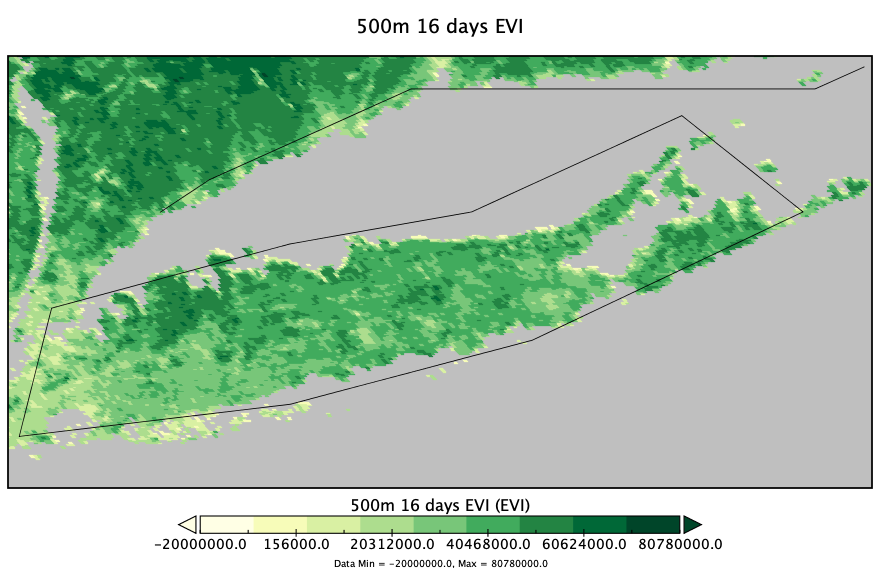 500m 16 days EVI
500m 16 days EVI (EVI)
-20000000.0 156000.0 20312000.0 40468000.0 60624000.0 80780000.0
Data Min = -20000000.0, Max = 80780000.0